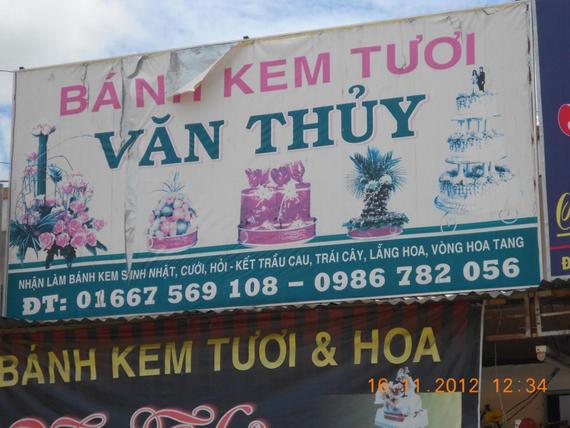 BÁNH KEM TƯƠI
VĂN THỦY
NHẬN LÀM BÁNH KEM SINH NHẬT, CƯỚI, HỎI - KẾT TRẦU CAU, TRÁI CÂY, LẲNG HOA, VÒNG HOA TANG
ĐT: 01667 569 108 – 0986 782 056
BÁNH KEM TƯƠI & HOA
16.11.2012 12:34